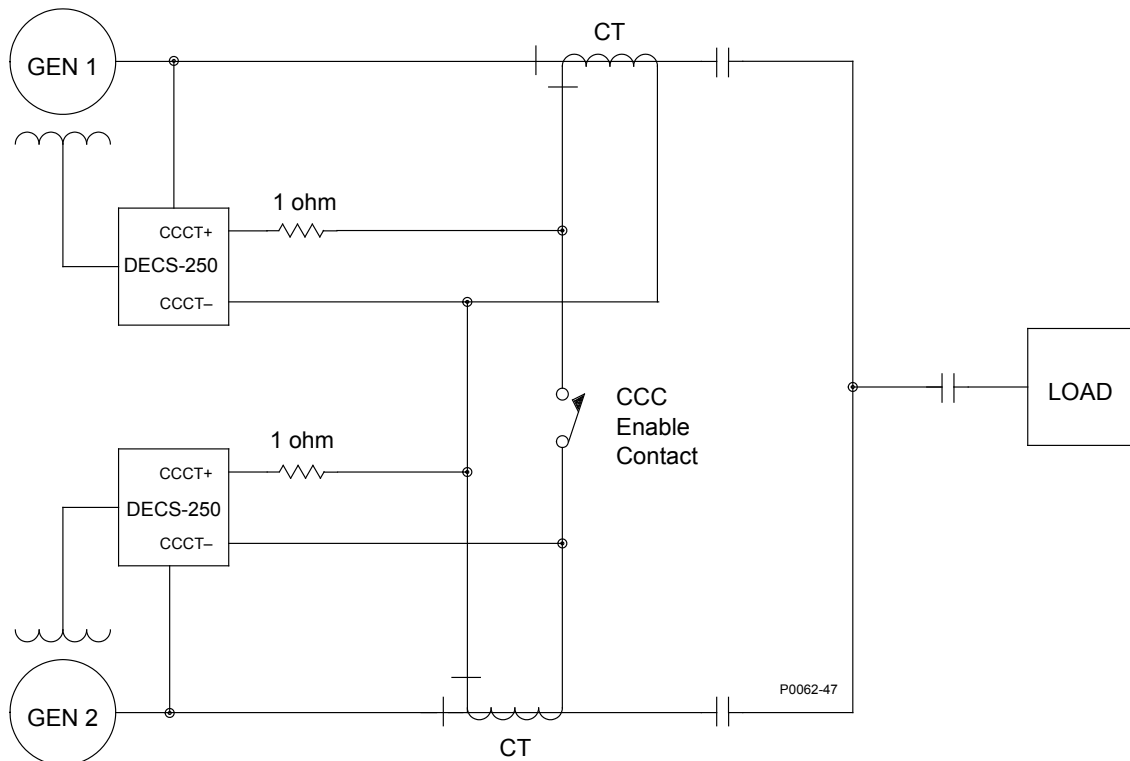 CT
GEN 1
1 ohm
CCCT+
DECS-250
CCCT–
CCC
Enable
Contact
LOAD
1 ohm
CCCT+
DECS-250
CCCT–
P0062-47
GEN 2
CT